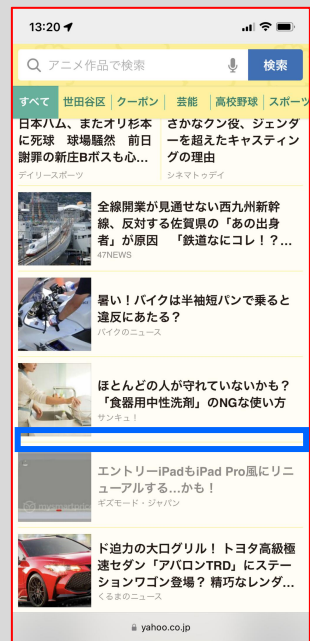 13:20
アニメ作品で検索
検索
すべて 世田谷区 クーポン 芸能 高校野球 スポーツ
日本ハム、またオリ杉本
に死球 球場騒然 前日
謝罪の新庄Bボスも心...
デイリースポーツ
さかなクン役、ジェンダ
ーを超えたキャスティン
グの理由
シネマトゥデイ
全線開業が見通せない西九州新幹
線、反対する佐賀県の「あの出身
者」が原因 「鉄道なにコレ！？...
47NEWS
暑い！バイクは半袖短パンで乗ると
違反にあたる？
バイクのニュース
ほとんどの人が守れていないかも？
「食器用中性洗剤」のNGな使い方
サンキュ！
エントリーiPadもiPad Pro風にリニ
ューアルする...かも！
ギズモード・ジャパン
ド迫力の大口グリル！ トヨタ高級極
速セダン「アバロンTRD」にステー
ションワゴン登場？ 精巧なレンダ...
くるまのニュース
yahoo.co.jp